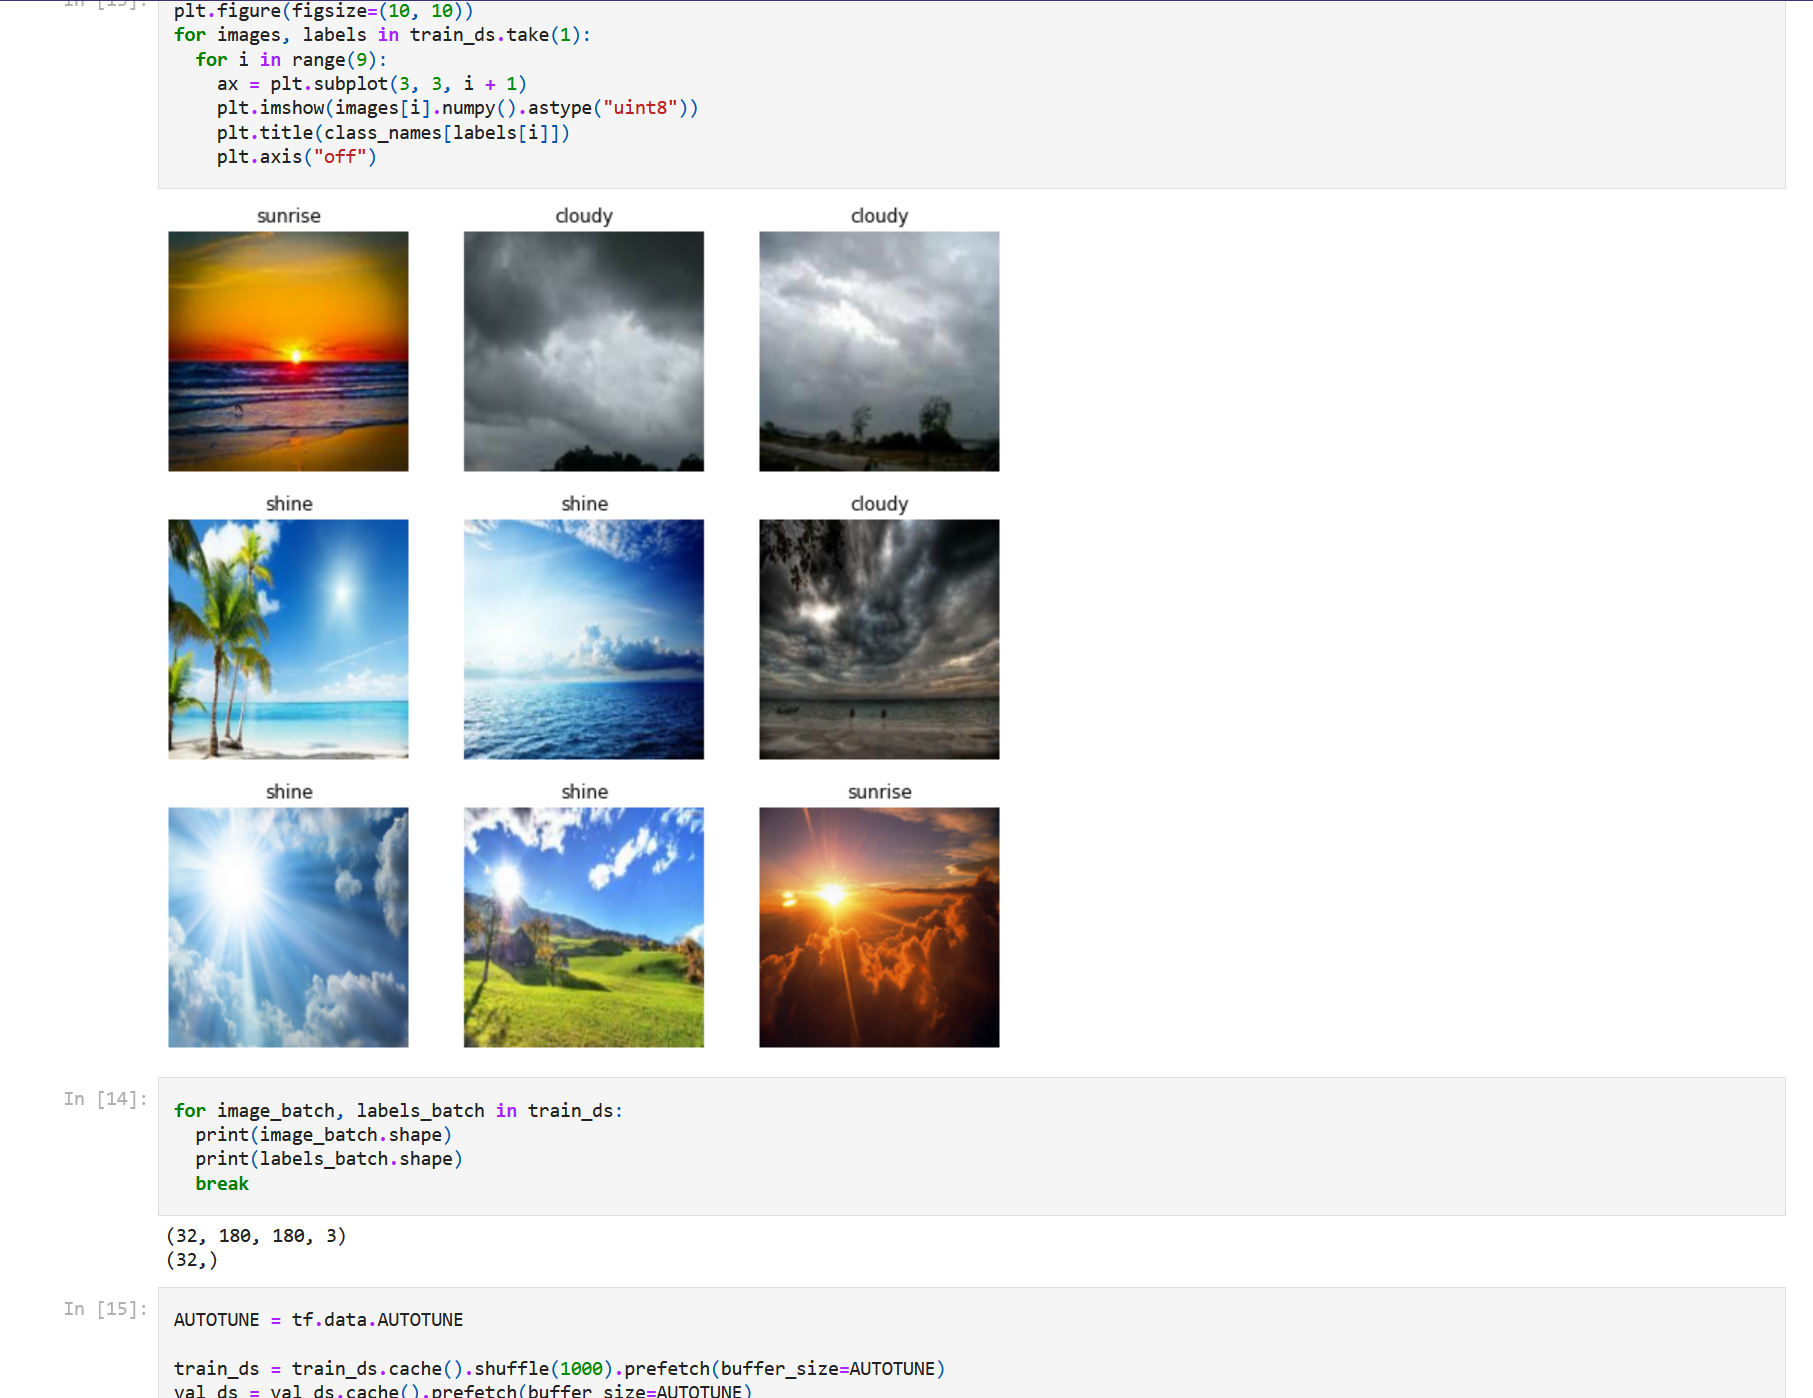 In [13]:
plt.figure(figsize=(10, 10))
for images, labels in train_ds.take(1):
  for i in range(9):
    ax = plt.subplot(3, 3, i + 1)
    plt.imshow(images[i].numpy().astype("uint8"))
    plt.title(class_names[labels[i]])
    plt.axis("off")
sunrise cloudy cloudy
shine shine cloudy
shine shine sunrise
In [14]:
for image_batch, labels_batch in train_ds:
  print(image_batch.shape)
  print(labels_batch.shape)
  break
(32, 180, 180, 3)
(32,)
In [15]:
AUTOTUNE = tf.data.AUTOTUNE
train_ds = train_ds.cache().shuffle(1000).prefetch(buffer_size=AUTOTUNE)
val_ds = val_ds.cache().prefetch(buffer_size=AUTOTUNE)